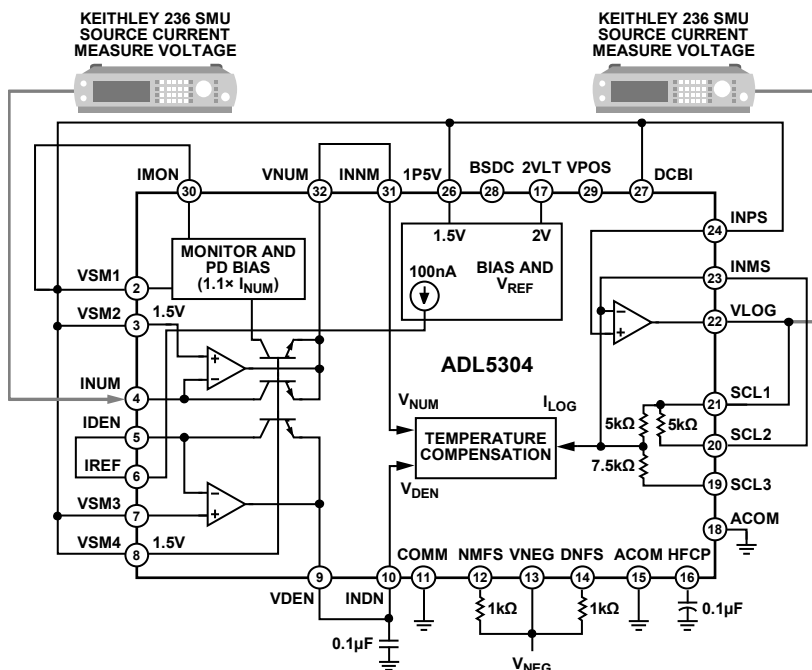 KEITHLEY 236 SMU
SOURCE CURRENT
MEASURE VOLTAGE
KEITHLEY 236 SMU
SOURCE CURRENT
MEASURE VOLTAGE
IMON
VNUM
INNM
1P5V
BSDC
2VLT
VPOS
DCBI
30
32
31
26
28
17
29
27
INPS
24
MONITOR AND
PD BIAS
(1.1× INUM)
1.5V
2V
100nA
BIAS AND
VREF
INMS
23
VSM1
2
VSM2
3
1.5V
VLOG
22
+
−
−
+
ADL5304
INUM
4
VNUM
ILOG
SCL1
21
IDEN
5
5kΩ
5kΩ
TEMPERATURE
COMPENSATION
SCL2
20
IREF
6
7.5kΩ
SCL3
19
VDEN
VSM3
7
−
+
ACOM
18
VSM4
8
1.5V
COMM
NMFS
VNEG
DNFS
ACOM
HFCP
9
10
11
12
13
14
15
16
VDEN
INDN
1kΩ
1kΩ
0.1µF
0.1µF
VNEG